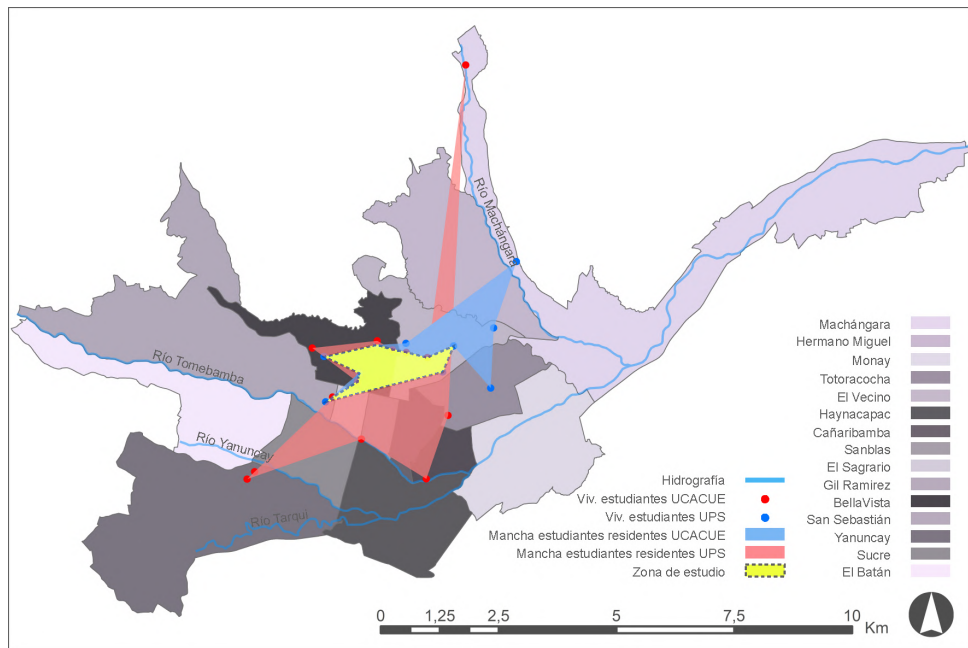 Río Machángara
Río Tomebamba
Río Yanuncay
Río Tarqui
Machángara
Hermano Miguel
Monay
Totoracocha
El Vecino
Haynacapac
Cañaribamba
Sanblas
El Sagrario
Gil Ramirez
BellaVista
San Sebastián
Yanuncay
Sucre
El Batán
Hidrografía
Viv. estudiantes UCACUE
Viv. estudiantes UPS
Mancha estudiantes residentes UCACUE
Mancha estudiantes residentes UPS
Zona de estudio
0 1,25 2,5 5 7,5 10
Km